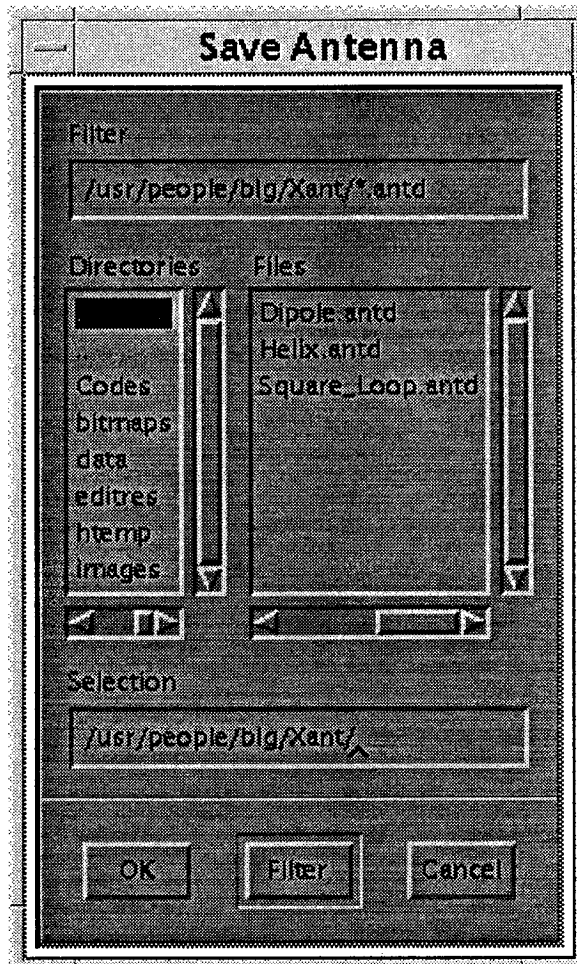 Save Antenna
Filter
/usr/people/blg/Xant/*.antd
Directories Files
Dipole.antd
.. Helix.antd
Codes Square_Loop.antd
bitmaps
data
editres
htemp
images
Selection
/usr/people/blg/Xant/
OK Filter Cancel